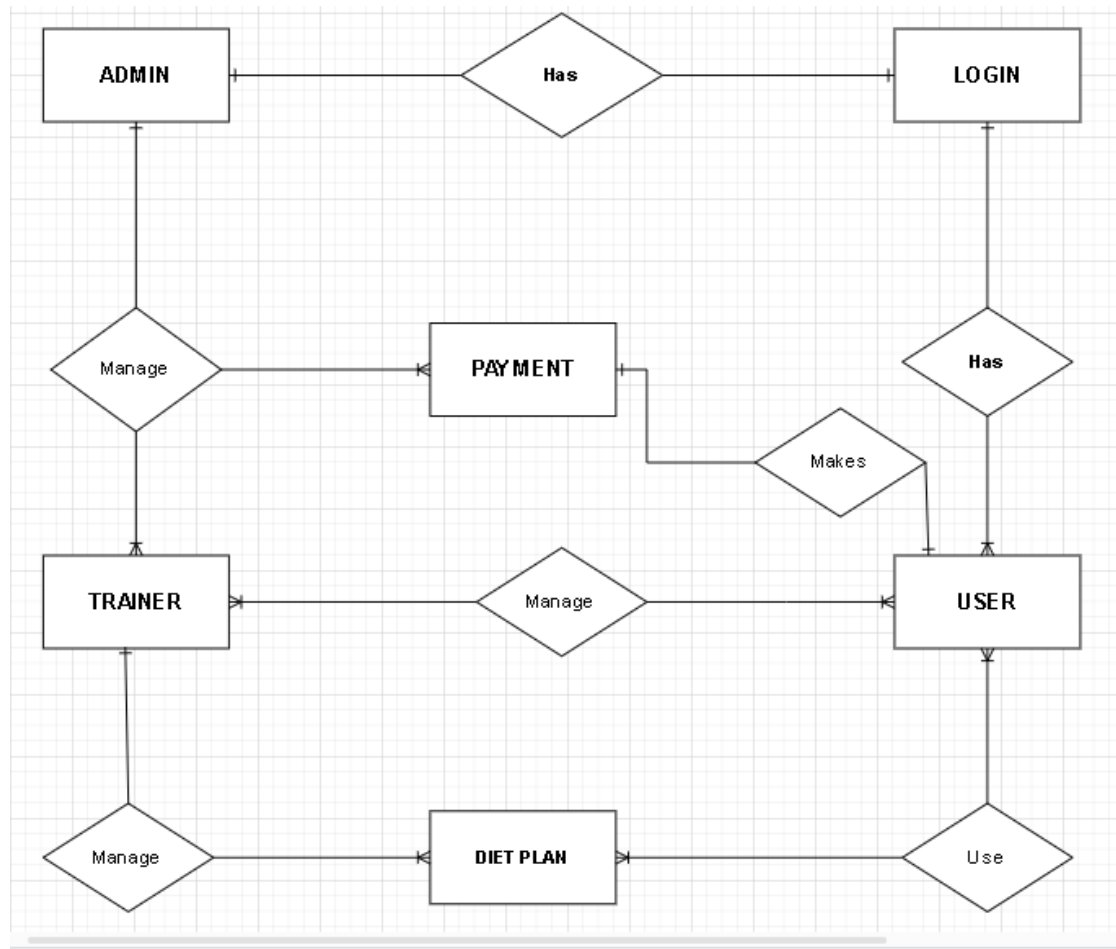 ADMIN
Has
LOGIN
Manage
PAYMENT
Has
Makes
TRAINER
Manage
USER
Manage
DIET PLAN
Use